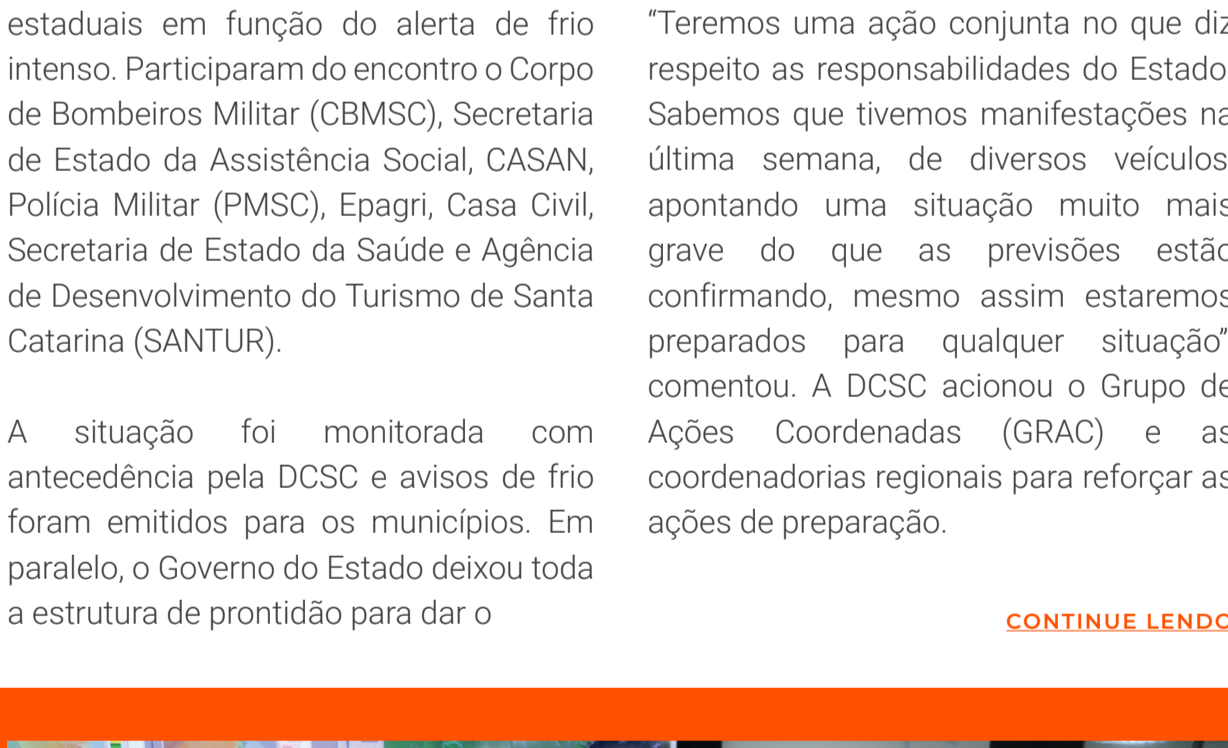 estaduais em função do alerta de frio
intenso. Participaram do encontro o Corpo
de Bombeiros Militar (CBMSC), Secretaria
de Estado da Assistência Social, CASAN,
Polícia Militar (PMSC), Epagri, Casa Civil,
Secretaria de Estado da Saúde e Agência
de Desenvolvimento do Turismo de Santa
Catarina (SANTUR).
A situação foi monitorada com
antecedência pela DCSC e avisos de frio
foram emitidos para os municípios. Em
paralelo, o Governo do Estado deixou toda
a estrutura de prontidão para dar o
“Teremos uma ação conjunta no que diz
respeito as responsabilidades do Estado
Sabemos que tivemos manifestações na
última semana, de diversos veículos
apontando uma situação muito mais
grave do que as previsões estão
confirmando, mesmo assim estaremos
preparados para qualquer situação”
comentou. A DCSC acionou o Grupo de
Ações Coordenadas (GRAC) e as
coordenadorias regionais para reforçar as
ações de preparação.
CONTINUE LENDO